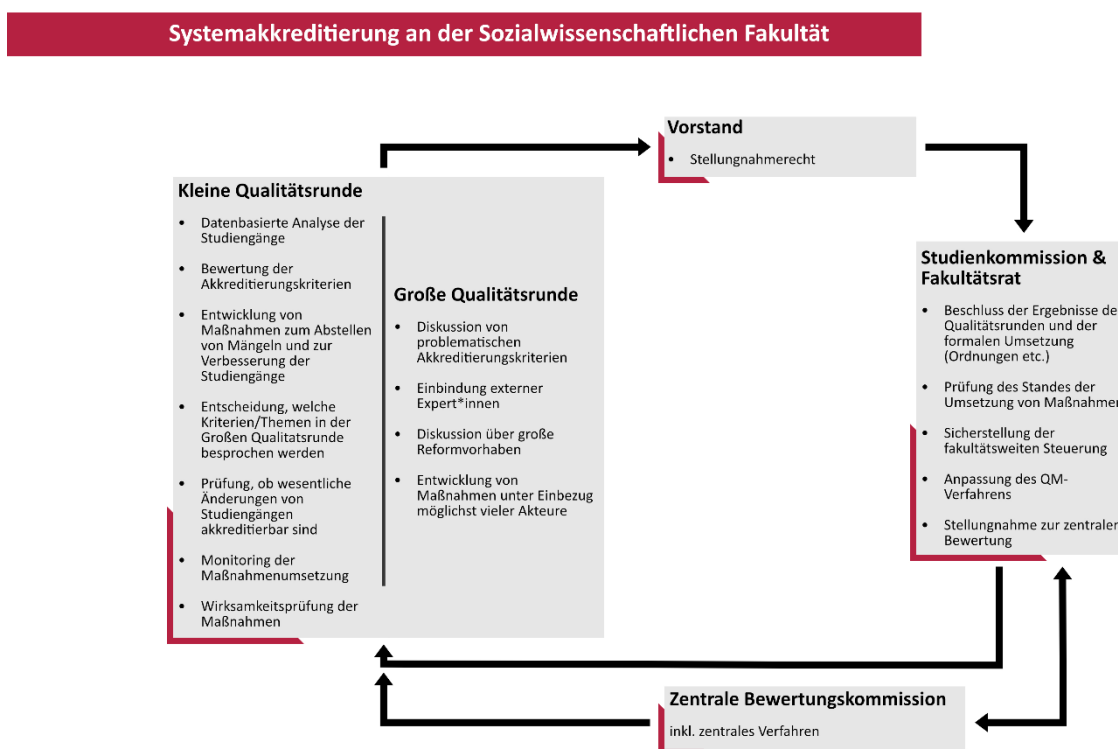 Systemakkreditierung an der Sozialwissenschaftlichen Fakultät
Vorstand
• Stellungnahmerecht
Kleine Qualitätsrunde
• Datenbasierte Analyse der
Studiengänge
• Bewertung der
Akkreditierungskriterien
• Entwicklung von
Maßnahmen zum Abstellen
von Mängeln und zur
Verbesserung der
Studiengänge
• Entscheidung, welche
Kriterien/Themen in der
Großen Qualitatsrunde
besprochen werden
• Prüfung, ob wesentliche
Änderungen von
Studiengängen
akkreditierbar sind
• Monitoring der
Maßnahmenumsetzung
• Wirksamkeitsprüfung der
Maßnahmen
Große Qualitätsrunde
• Diskussion von
problematischen
Akkreditierungskriterien
• Einbindung externer
Expert*innen
• Diskussion über große
Reformvorhaben
• Entwicklung von
Maßnahmen unter Einbezug
möglichst vieler Akteure
Studienkommission &
Fakultätsrat
• Beschluss der Ergebnisse de
Qualitätsrunden und der
formalen Umsetzung
(Ordnungen etc.)
• Prüfung des Standes der
Umsetzung von Maßnahmen
• Sicherstellung der
fakultätsweiten Steuerung
• Anpassung des QM-
Verfahrens
• Stellungnahme zur zentralen
Bewertung
Zentrale Bewertungskommission
inkl. zentrales Verfahren